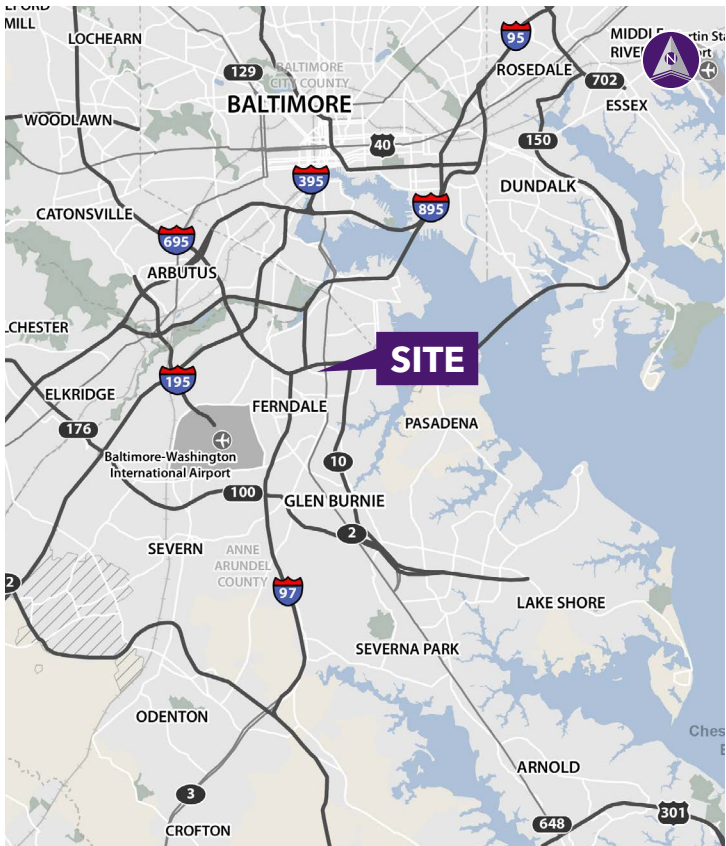 MILL
LOCHEARN
95
MIDDLE
RIVER
N
ROSEDALE
702
ESSEX
129
BALTIMORE
CITY COUNTY
BALTIMORE
WOODLAWN
40
150
395
DUNDALK
895
CATONSVILLE
695
ARBUTUS
SITE
195
ELKRIDGE
FERNDALE
PASADENA
176
Baltimore-Washington
International Airport
10
100
GLEN BURNIE
2
SEVERN
ANNE
ARUNDEL
COUNTY
97
LAKE SHORE
SEVERNA PARK
ODENTON
ARNOLD
3
CROFTON
648
301